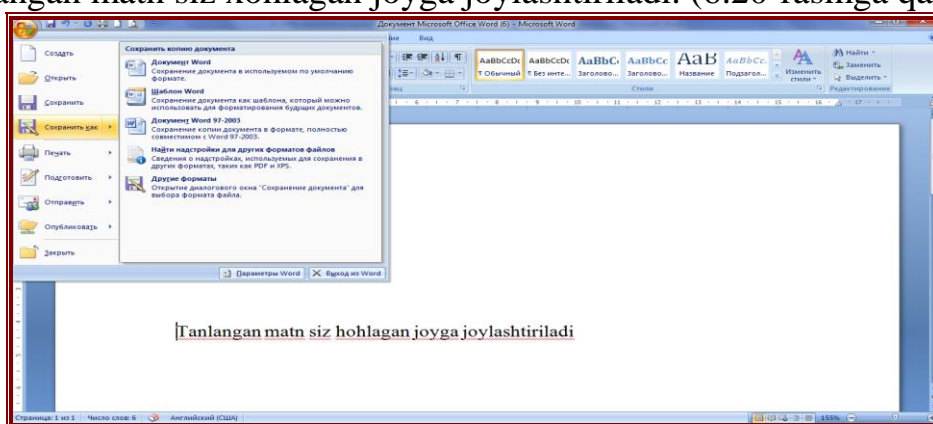 angan matn siz xohlagan joyga joylashtiriladi. (6.20 rasmga qa
Документ Microsoft Office Word (6) - Microsoft Word
Вид
Создать
Открыть
Сохранить
Сохранить как
Печать
Подготовить
Отправить
Опубликовать
Закрыть
Сохранить копию документа
Документ Word
Сохранение документа в используемом по умолчанию
формате.
Шаблон Word
Сохранение документа как шаблона, который можно
использовать для форматирования будущих документов.
Документ Word 97-2003
Сохранение копии документа в формате, полностью
совместимом с Word 97-2003.
Найти надстройки для других форматов файлов
Сведения о надстройках, используемых для сохранения в
других форматах, таких как PDF и XPS.
Другие форматы
Открытие диалогового окна "Сохранение документа" для
выбора формата файла.
Параметры Word
Выход из Word
AaBbCcDc AaBbCcDc AaBbC AaBbCc АаВ AaBbCc.
¶ Обычный ¶ Без инте... Заголово... Заголово... Название Подзагол...
Изменить
стили
Стили
Найти
Заменить
Выделить
Редактирование
Tanlangan matn siz hohlagan joyga joylashtiriladi
Страница: 1 из 1 Число слов: 6 Английский (США) 155%